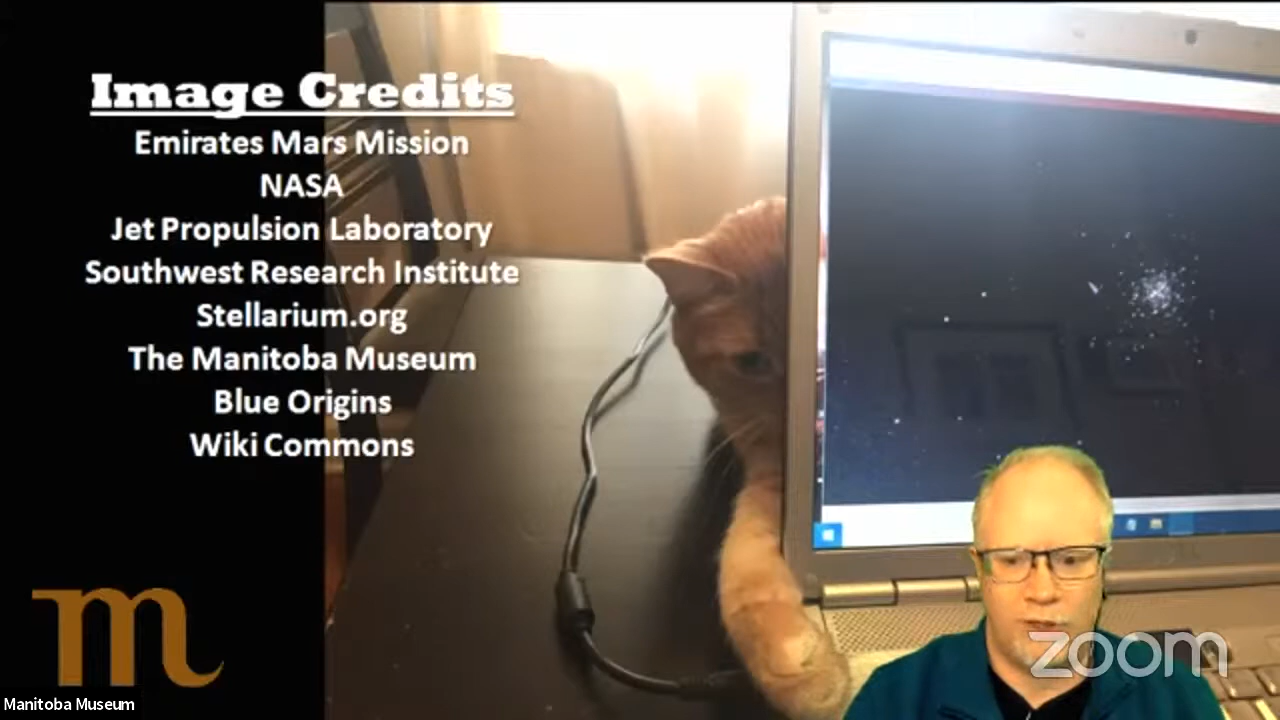 Image Credits
Emirates Mars Mission
NASA
Jet Propulsion Laboratory
Southwest Research Institute
Stellarium.org
The Manitoba Museum
Blue Origins
Wiki Commons
m
Manitoba Museum
DELL
zoom